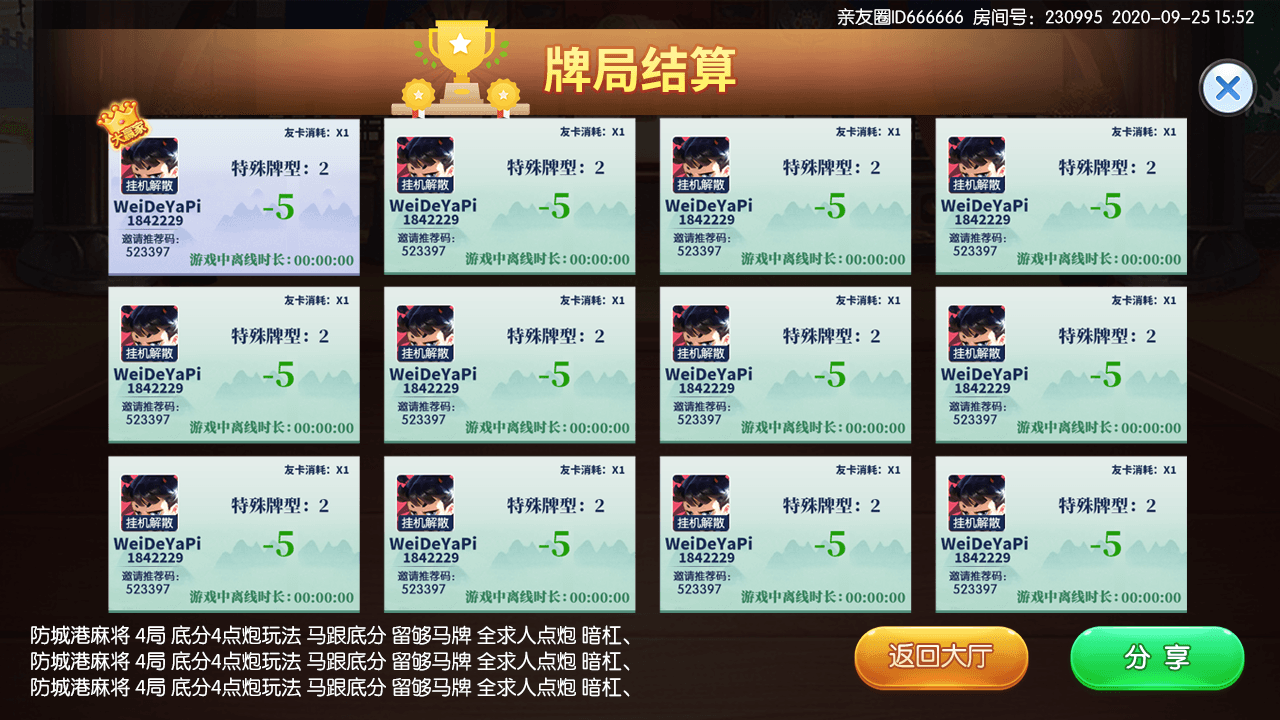 亲友圈ID666666 房间号：230995 2020-09-25 15:52
牌局结算
大赢家
友卡消耗：X1
特殊牌型：2
挂机解散
-5
WeiDeYaPi
1842229
邀请推荐码：
523397
游戏中离线时长：00:00:00
友卡消耗：X1
特殊牌型：2
挂机解散
-5
WeiDeYaPi
1842229
邀请推荐码：
523397
游戏中离线时长：00:00:00
友卡消耗：X1
特殊牌型：2
挂机解散
-5
WeiDeYaPi
1842229
邀请推荐码：
523397
游戏中离线时长：00:00:00
友卡消耗：X1
特殊牌型：2
挂机解散
-5
WeiDeYaPi
1842229
邀请推荐码：
523397
游戏中离线时长：00:00:00
友卡消耗：X1
特殊牌型：2
挂机解散
-5
WeiDeYaPi
1842229
邀请推荐码：
523397
游戏中离线时长：00:00:00
友卡消耗：X1
特殊牌型：2
挂机解散
-5
WeiDeYaPi
1842229
邀请推荐码：
523397
游戏中离线时长：00:00:00
友卡消耗：X1
特殊牌型：2
挂机解散
-5
WeiDeYaPi
1842229
邀请推荐码：
523397
游戏中离线时长：00:00:00
友卡消耗：X1
特殊牌型：2
挂机解散
-5
WeiDeYaPi
1842229
邀请推荐码：
523397
游戏中离线时长：00:00:00
友卡消耗：X1
特殊牌型：2
挂机解散
-5
WeiDeYaPi
1842229
邀请推荐码：
523397
游戏中离线时长：00:00:00
友卡消耗：X1
特殊牌型：2
挂机解散
-5
WeiDeYaPi
1842229
邀请推荐码：
523397
游戏中离线时长：00:00:00
友卡消耗：X1
特殊牌型：2
挂机解散
-5
WeiDeYaPi
1842229
邀请推荐码：
523397
游戏中离线时长：00:00:00
友卡消耗：X1
特殊牌型：2
挂机解散
-5
WeiDeYaPi
1842229
邀请推荐码：
523397
游戏中离线时长：00:00:00
防城港麻将 4局 底分4点炮玩法 马跟底分 留够马牌 全求人点炮 暗杠、
防城港麻将 4局 底分4点炮玩法 马跟底分 留够马牌 全求人点炮 暗杠、
防城港麻将 4局 底分4点炮玩法 马跟底分 留够马牌 全求人点炮 暗杠、
返回大厅
分 享